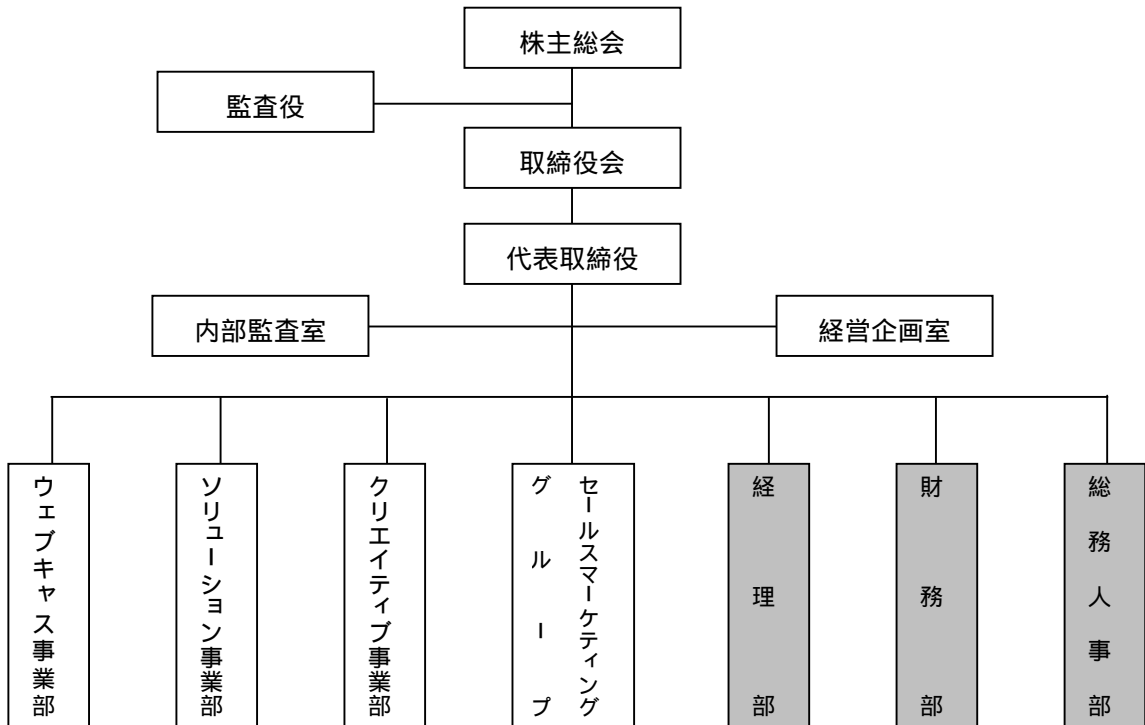 株主総会
監査役
取締役会
代表取締役
内部監査室
経営企画室
ウェブキャス事業部
ソリューション事業部
クリエイティブ事業部
セールスマーケティング
グループ
経理部
財務部
総務人事部